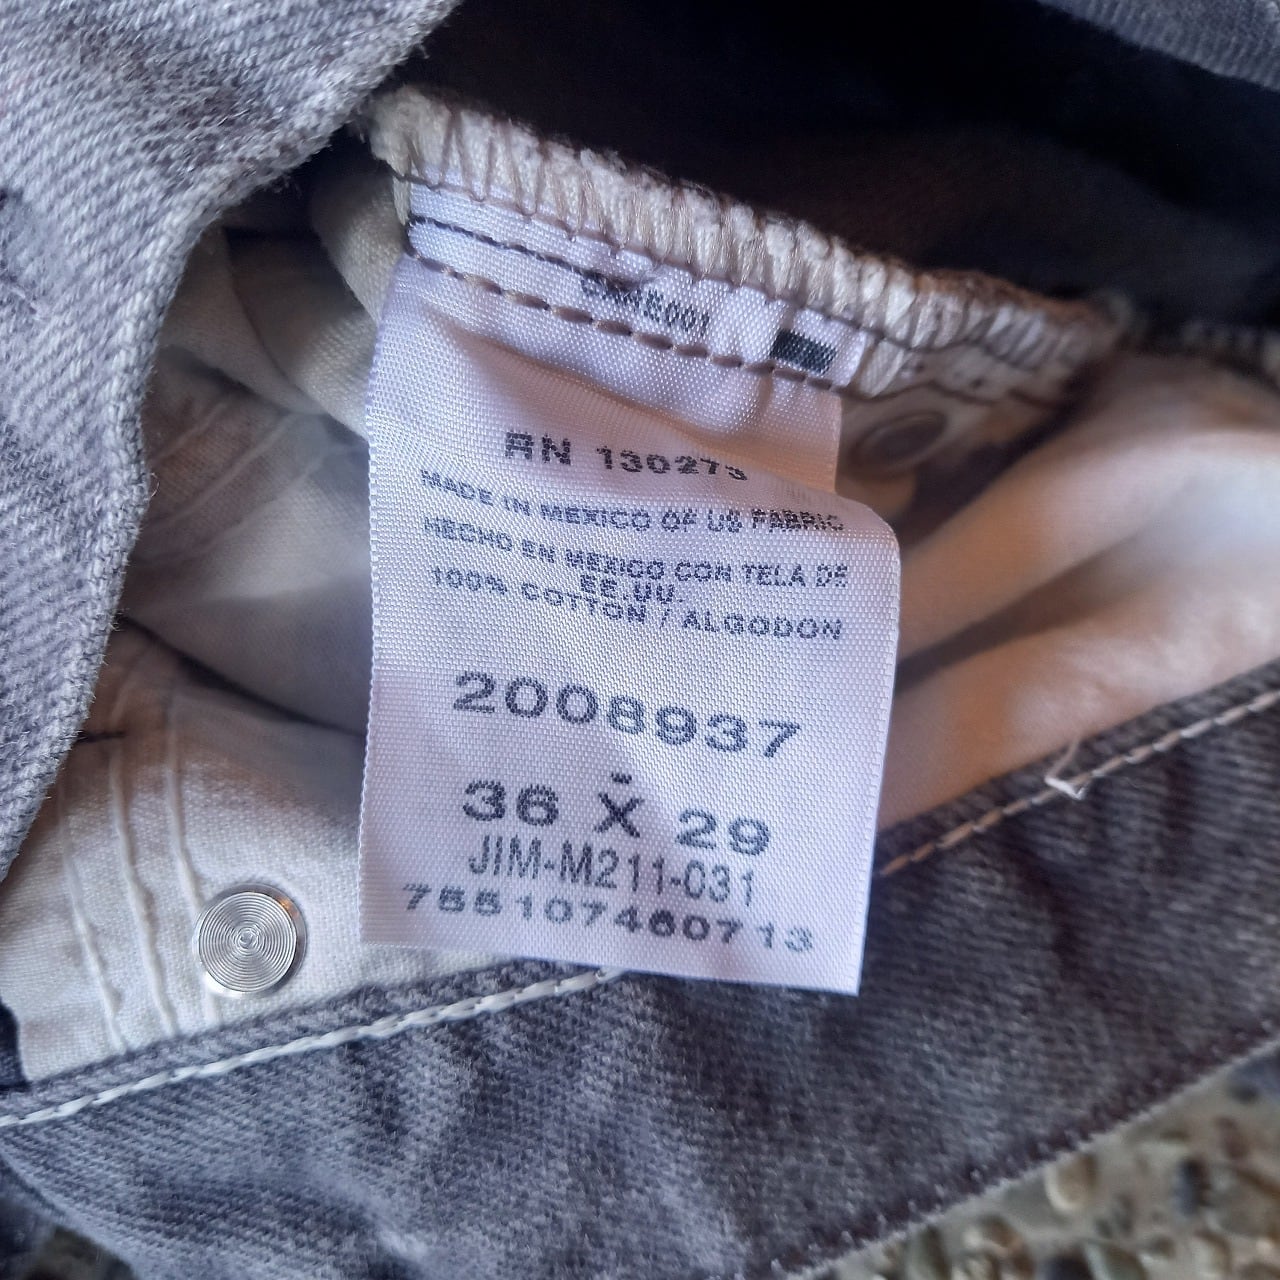 RN 130273
MADE IN MEXICO OF US FABRIC
HECHO EN MEXICO CON TELA DE
EE.UU.
100% COTTON / ALGODON
2008937
36 X 29
JIM-M211-031
755107460713